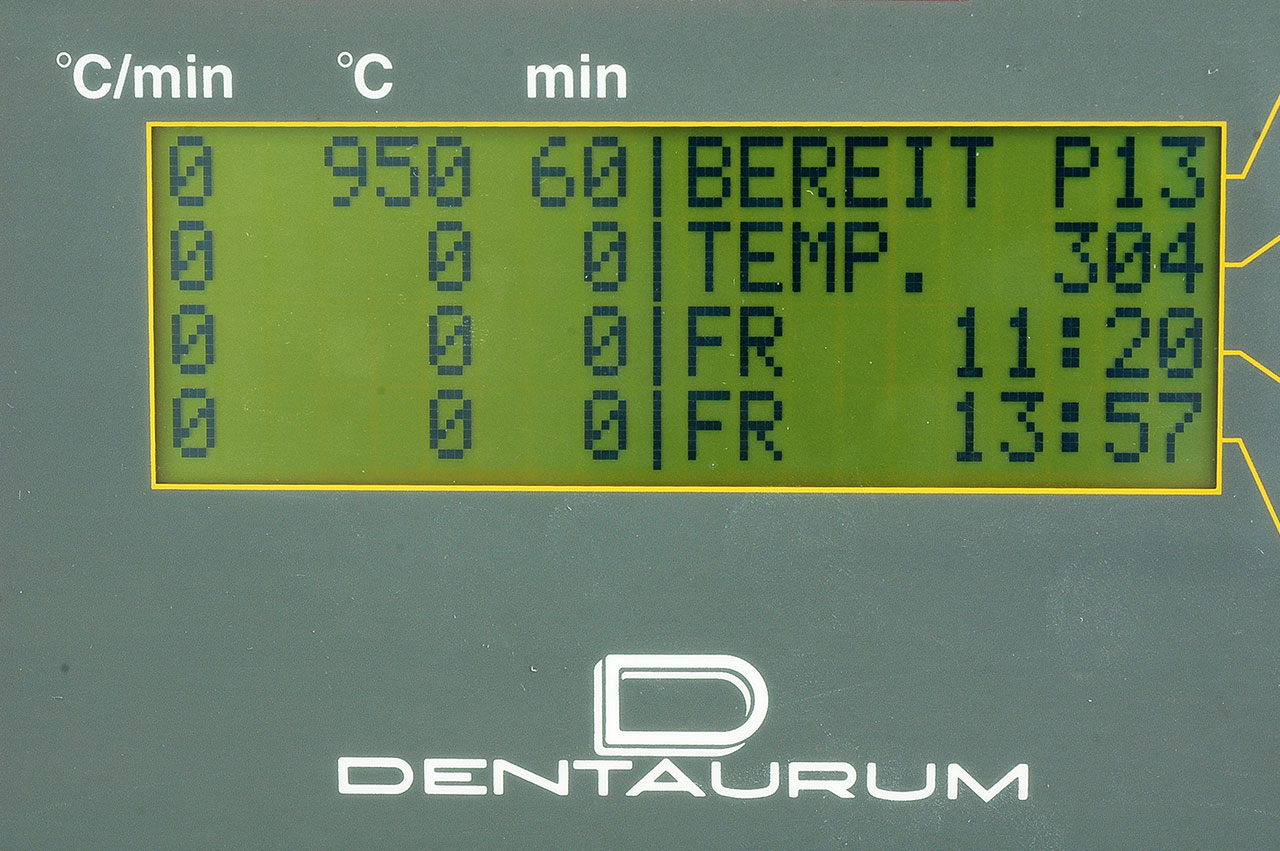 °C/min °C min
0 950 60 BEREIT P13
0 0 0 TEMP. 304
0 0 0 FR 11:20
0 0 0 FR 13:57
D
DENTAURUM